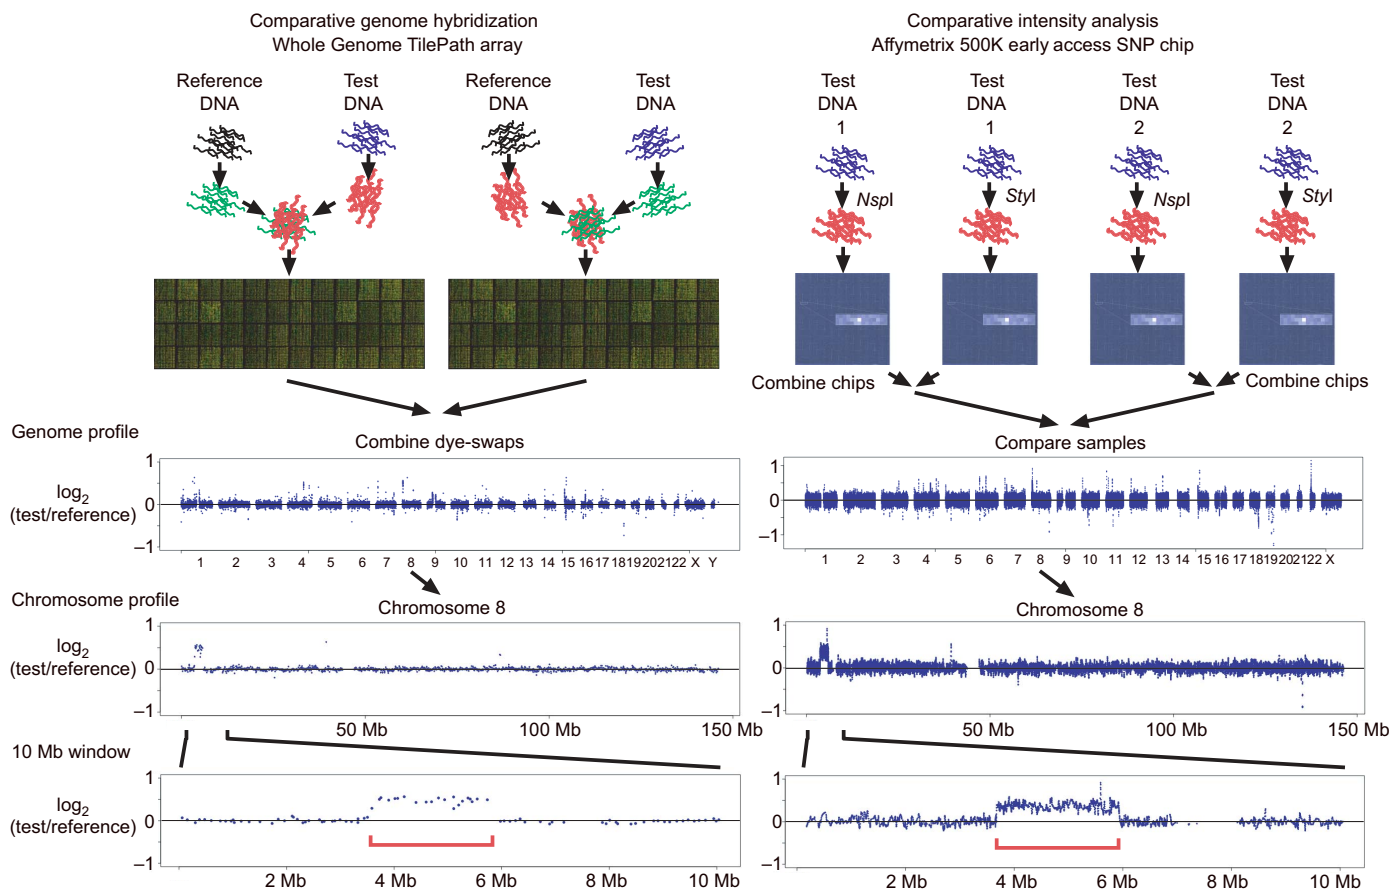 Comparative genome hybridization
Whole Genome TilePath array
Reference DNA
Test DNA
Reference DNA
Test DNA
Comparative intensity analysis
Affymetrix 500K early access SNP chip
Test DNA 1
Test DNA 1
Test DNA 2
Test DNA 2
NspI
StyI
NspI
StyI
Combine chips
Combine chips
Genome profile
Combine dye-swaps
Compare samples
log2
(test/reference)
1
0
–1
1 2 3 4 5 6 7 8 9 10 11 12 13 14 15 16 17 18 19 20 21 22 X Y
1
0
–1
1 2 3 4 5 6 7 8 9 10 11 12 13 14 15 16 17 18 19 20 21 22 X
Chromosome profile
Chromosome 8
Chromosome 8
log2
(test/reference)
1
0
–1
50 Mb 100 Mb 150 Mb
1
0
–1
50 Mb 100 Mb 150 Mb
10 Mb window
log2
(test/reference)
1
0
–1
2 Mb 4 Mb 6 Mb 8 Mb 10 Mb
1
0
–1
2 Mb 4 Mb 6 Mb 8 Mb 10 Mb